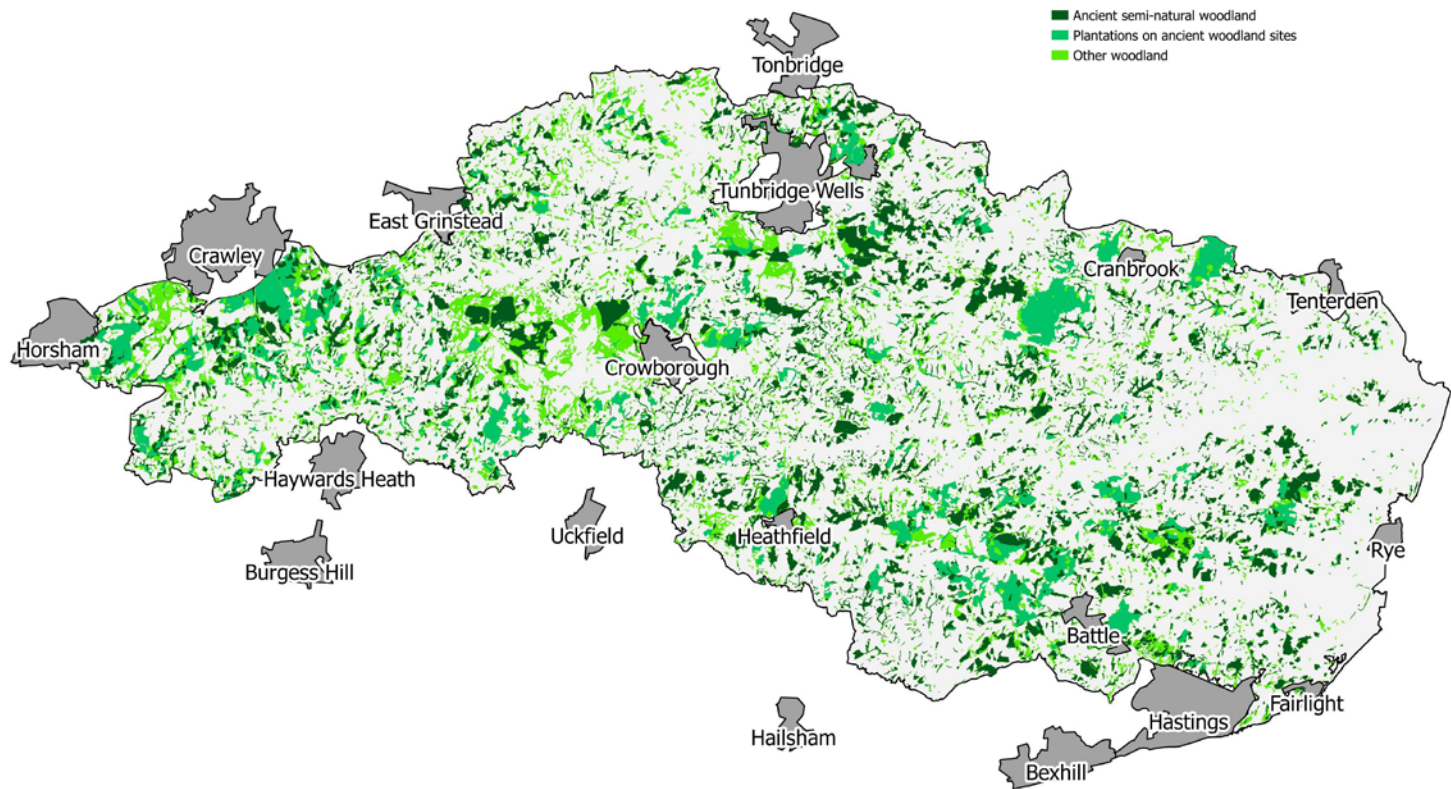 Ancient semi-natural woodland
Plantations on ancient woodland sites
Other woodland
Tonbridge
Tunbridge Wells
East Grinstead
Crawley
Cranbrook
Tenterden
Horsham
Crowborough
Haywards Heath
Uckfield
Heathfield
Rye
Burgess Hill
Battle
Fairlight
Hastings
Hailsham
Bexhill